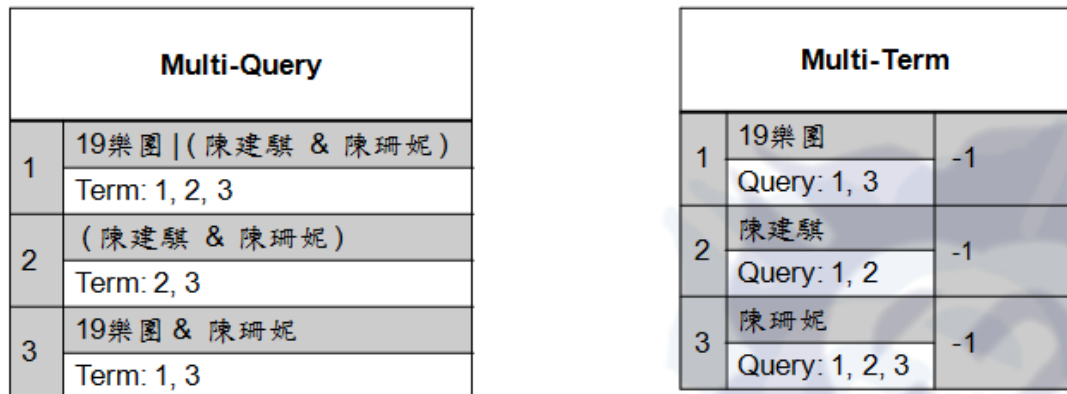 Multi-Query
1
19樂團 | ( 陳建騏 & 陳珊妮 )
Term: 1, 2, 3
2
( 陳建騏 & 陳珊妮 )
Term: 2, 3
3
19樂團 & 陳珊妮
Term: 1, 3
Multi-Term
1
19樂團
-1
Query: 1, 3
2
陳建騏
-1
Query: 1, 2
3
陳珊妮
-1
Query: 1, 2, 3